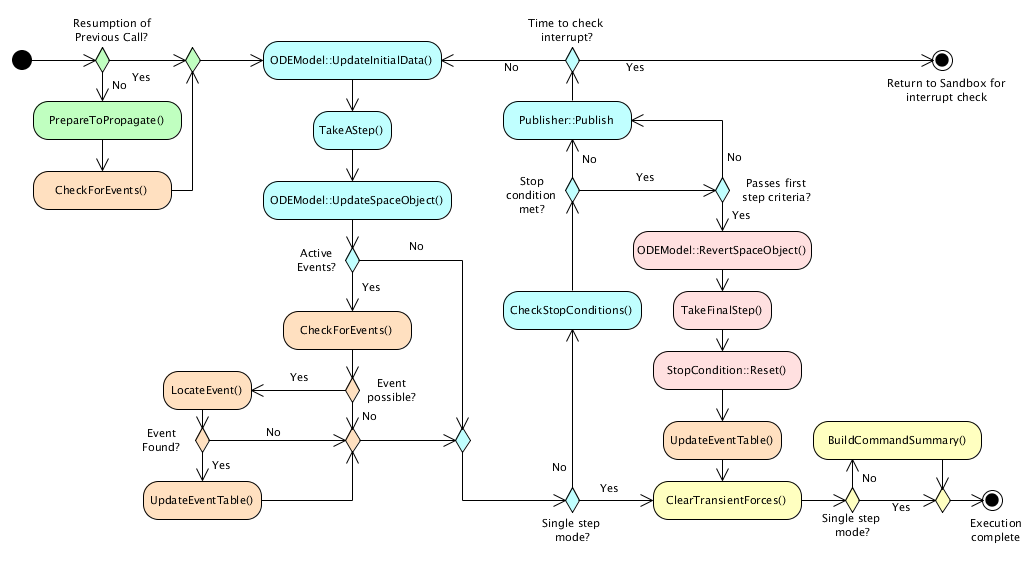 Resumption of
Previous Call?
Time to check
interrupt?
No
Yes
ODEModel::UpdateInitialData()
No
Yes
Return to Sandbox for
interrupt check
PrepareToPropagate()
TakeAStep()
Publisher::Publish
CheckForEvents()
ODEModel::UpdateSpaceObject()
Stop
condition
met?
No
Yes
No
Passes first
step criteria?
Yes
Active
Events?
No
Yes
ODEModel::RevertSpaceObject()
CheckForEvents()
CheckStopConditions()
TakeFinalStep()
LocateEvent()
Yes
Event
possible?
No
StopCondition::Reset()
Event
Found?
No
Yes
UpdateEventTable()
BuildCommandSummary()
UpdateEventTable()
No
Yes
Single step
mode?
ClearTransientForces()
No
Yes
Single step
mode?
Execution
complete